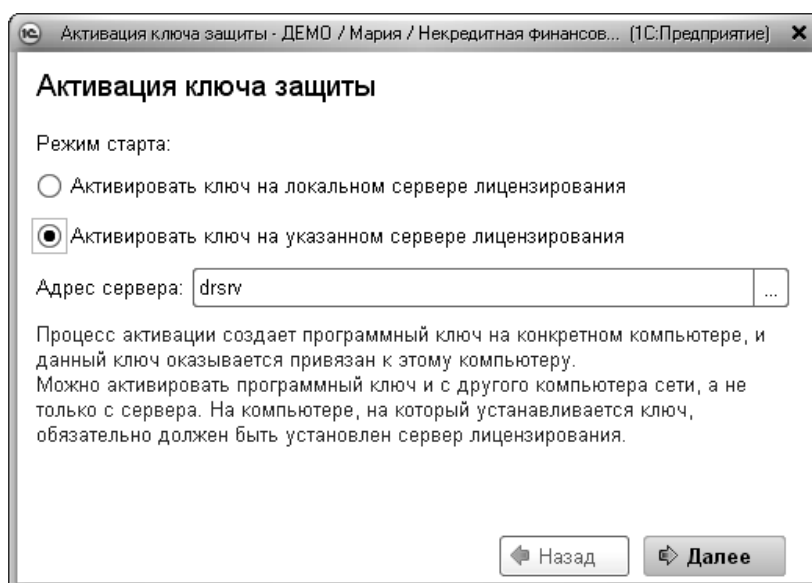 1С Активация ключа защиты - ДЕМО / Мария / Некредитная финансов... (1С:Предприятие)
Активация ключа защиты
Режим старта:
Активировать ключ на локальном сервере лицензирования
Активировать ключ на указанном сервере лицензирования
Адрес сервера: drsrv ...
Процесс активации создает программный ключ на конкретном компьютере, и
данный ключ оказывается привязан к этому компьютеру.
Можно активировать программный ключ и с другого компьютера сети, а не
только с сервера. На компьютере, на который устанавливается ключ,
обязательно должен быть установлен сервер лицензирования.
Назад Далее